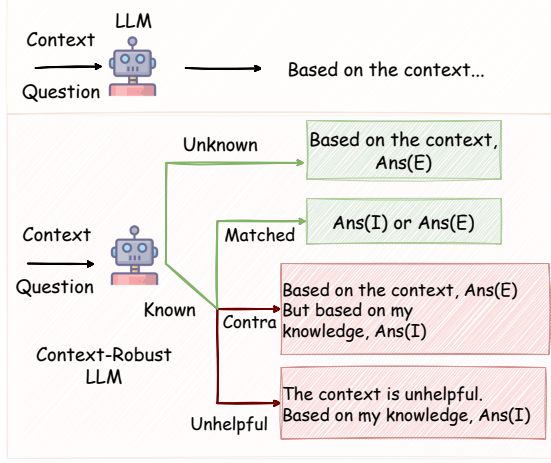 LLM
Context
Question
Based on the context...
Unknown
Based on the context,
Ans(E)
Matched
Ans(I) or Ans(E)
Context
Question
Known
Contra
Based on the context, Ans(E)
But based on my
knowledge, Ans(I)
Context-Robust
LLM
Unhelpful
The context is unhelpful.
Based on my knowledge, Ans(I)